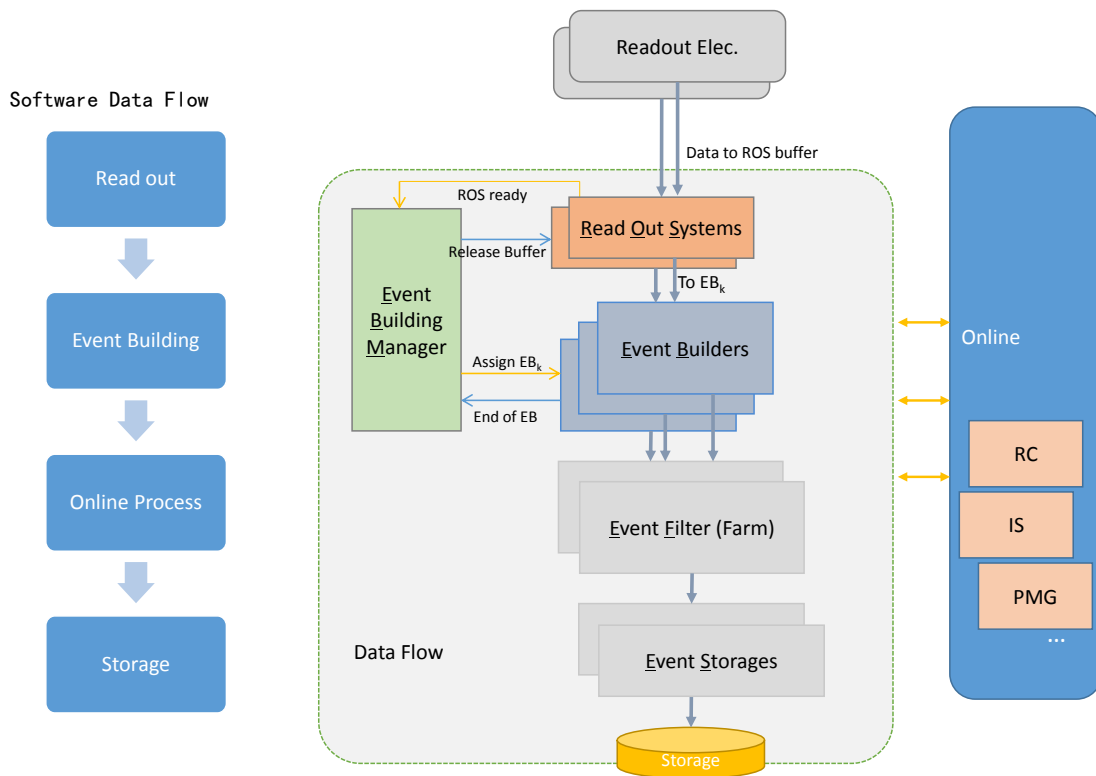 Software Data Flow
Read out
Event Building
Online Process
Storage
Readout Elec.
Data to ROS buffer
ROS ready
Read Out Systems
Release Buffer
To EBk
Event
Building
Manager
Event Builders
Assign EBk
End of EB
Event Filter (Farm)
Event Storages
Data Flow
Storage
Online
RC
IS
PMG
...